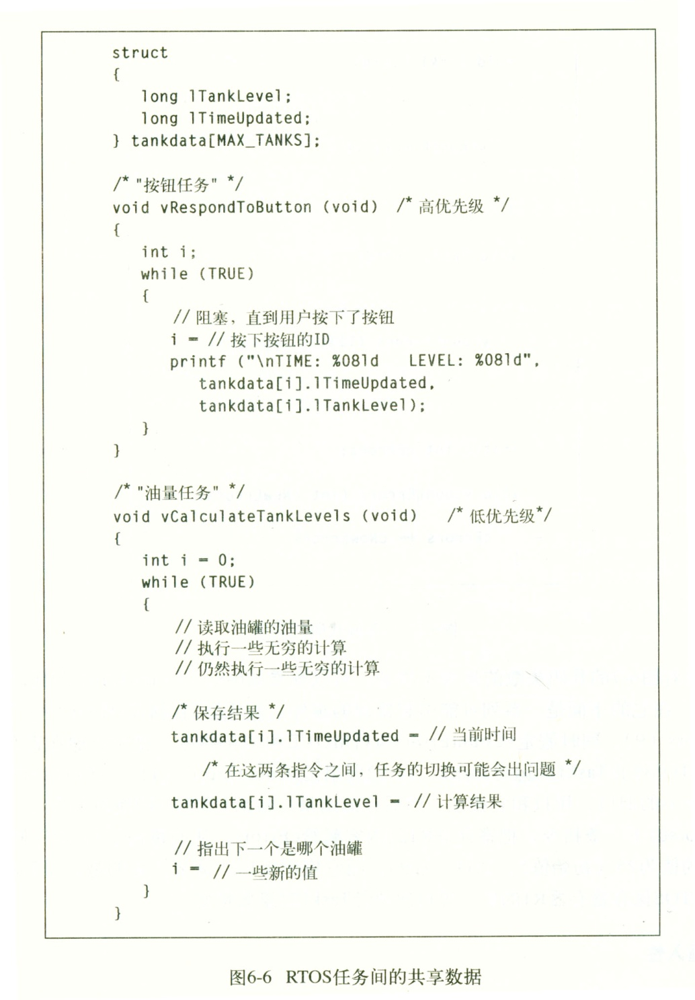 struct
{
long lTankLevel;
long lTimeUpdated;
} tankdata[MAX_TANKS];
/* "按钮任务" */
void vRespondToButton (void) /* 高优先级 */
{
int i;
while (TRUE)
{
// 阻塞，直到用户按下了按钮
i = // 按下按钮的ID
printf ("\nTIME: %08ld LEVEL: %08ld",
tankdata[i].lTimeUpdated,
tankdata[i].lTankLevel);
}
}
/* "油量任务" */
void vCalculateTankLevels (void) /* 低优先级*/
{
int i = 0;
while (TRUE)
{
// 读取油罐的油量
// 执行一些无穷的计算
// 仍然执行一些无穷的计算
/* 保存结果 */
tankdata[i].lTimeUpdated = // 当前时间
/* 在这两条指令之间，任务的切换可能会出问题 */
tankdata[i].lTankLevel = // 计算结果
// 指出下一个是哪个油罐
i = // 一些新的值
}
}
图6-6 RTOS任务间的共享数据